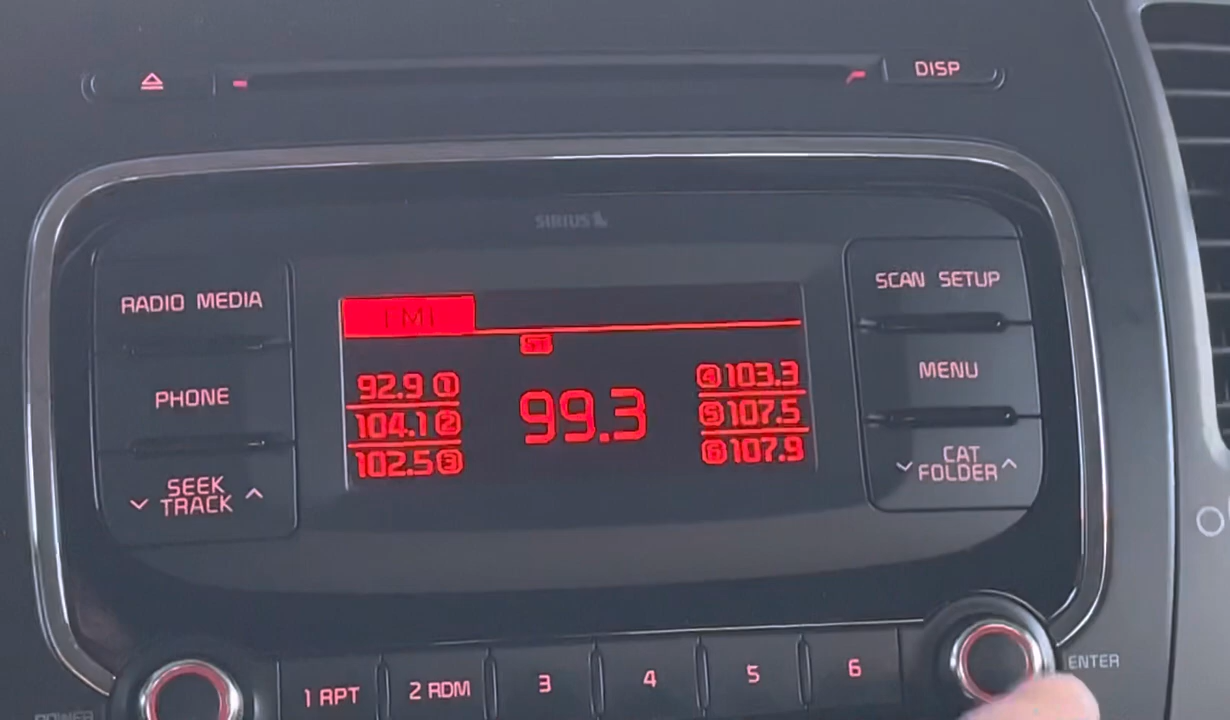 DISP
SIRIUS
RADIO MEDIA
PHONE
SEEK
TRACK
FM1
ST
92.9 1
104.1 2
102.5 3
99.3
4 103.3
5 107.5
6 107.9
SCAN SETUP
MENU
CAT
FOLDER
POWER
1 RPT
2 RDM
3
4
5
6
ENTER